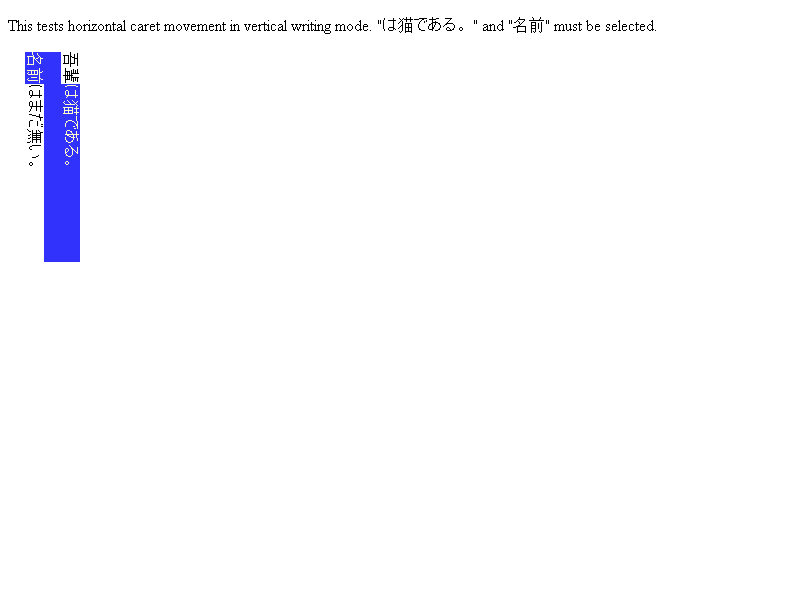 This tests horizontal caret movement in vertical writing mode. "は猫である。" and "名前" must be selected.
吾輩は猫である。
名前はまだ無い。